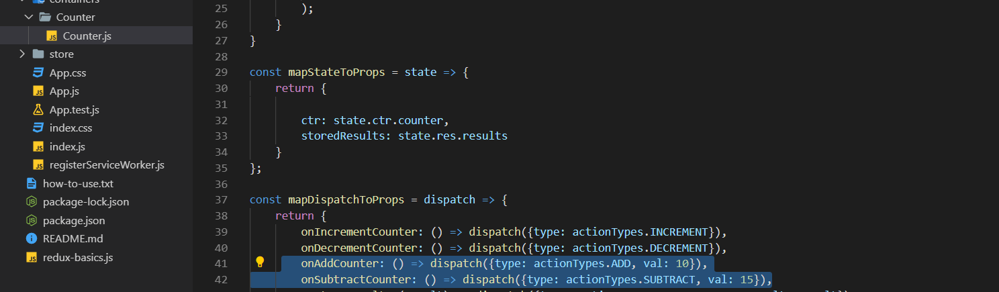 containers
Counter
Counter.js
store
App.css
App.js
App.test.js
index.css
index.js
registerServiceWorker.js
how-to-use.txt
package-lock.json
package.json
README.md
redux-basics.js
25 );
26 }
27 }
28
29 const mapStateToProps = state => {
30 return {
31
32 ctr: state.ctr.counter,
33 storedResults: state.res.results
34 }
35 };
36
37 const mapDispatchToProps = dispatch => {
38 return {
39 onIncrementCounter: () => dispatch({type: actionTypes.INCREMENT}),
40 onDecrementCounter: () => dispatch({type: actionTypes.DECREMENT}),
41 onAddCounter: () => dispatch({type: actionTypes.ADD, val: 10}),
42 onSubtractCounter: () => dispatch({type: actionTypes.SUBTRACT, val: 15}),